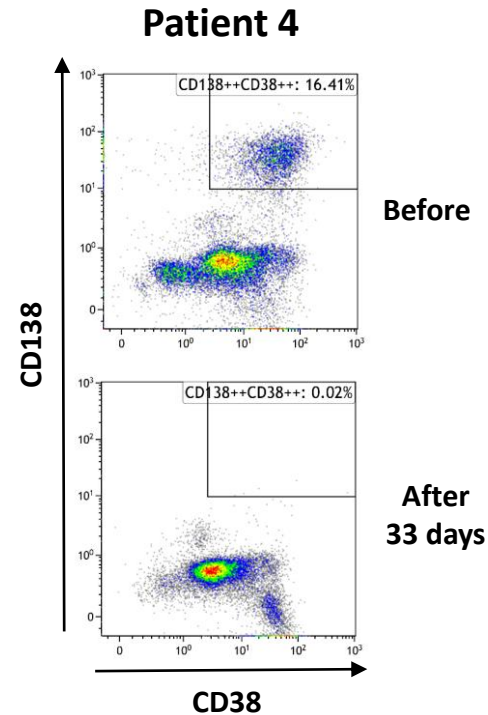 Patient 4
CD138
10³
CD138++CD38++: 16.41%
10²
10¹
10⁰
0
0 10⁰ 10¹ 10² 10³
Before
10³
CD138++CD38++: 0.02%
10²
10¹
10⁰
0
0 10⁰ 10¹ 10² 10³
After
33 days
CD38